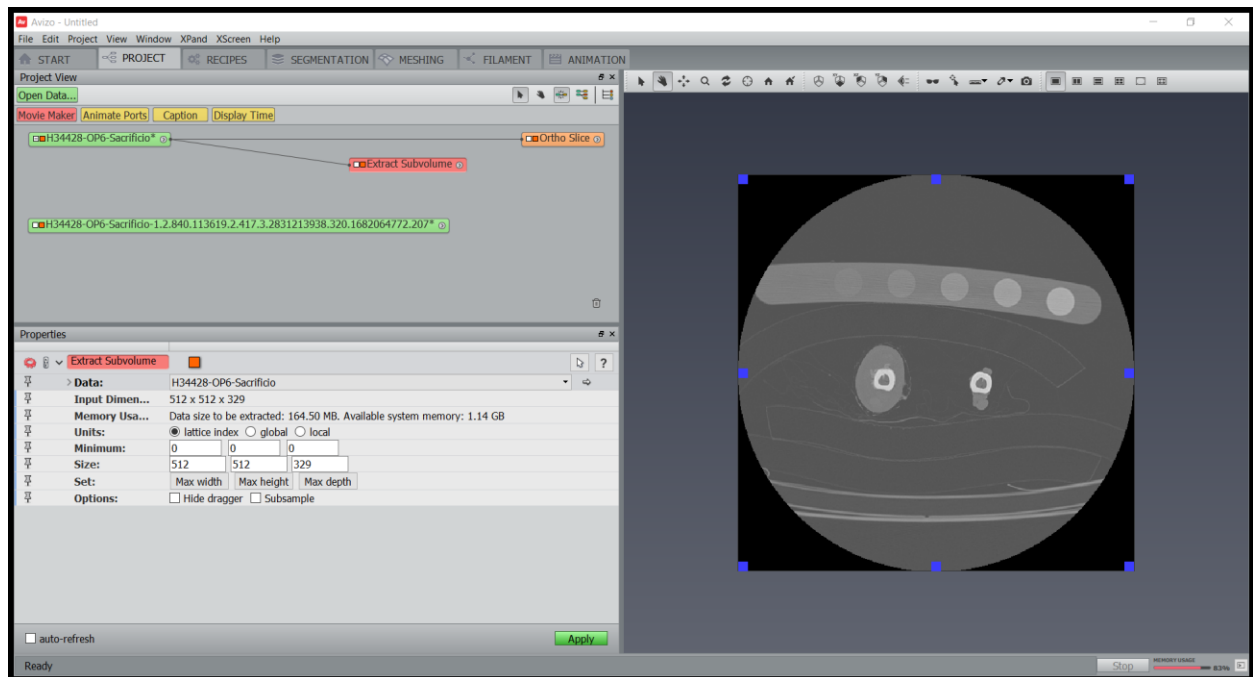 Av Avizo - Untitled
File Edit Project View Window XPand XScreen Help
START PROJECT RECIPES SEGMENTATION MESHING FILAMENT ANIMATION
Project View
Open Data...
Movie Maker Animate Ports Caption Display Time
H34428-OP6-Sacrificio* Ortho Slice
Extract Subvolume
H34428-OP6-Sacrificio-1.2.840.113619.2.417.3.2831213938.320.1682064772.207*
Properties
Extract Subvolume ?
Data: H34428-OP6-Sacrificio
Input Dimen... 512 x 512 x 329
Memory Usa... Data size to be extracted: 164.50 MB. Available system memory: 1.14 GB
Units: lattice index global local
Minimum: 0 0 0
Size: 512 512 329
Set: Max width Max height Max depth
Options: Hide dragger Subsample
auto-refresh Apply
Ready Stop MEMORY USAGE 83%